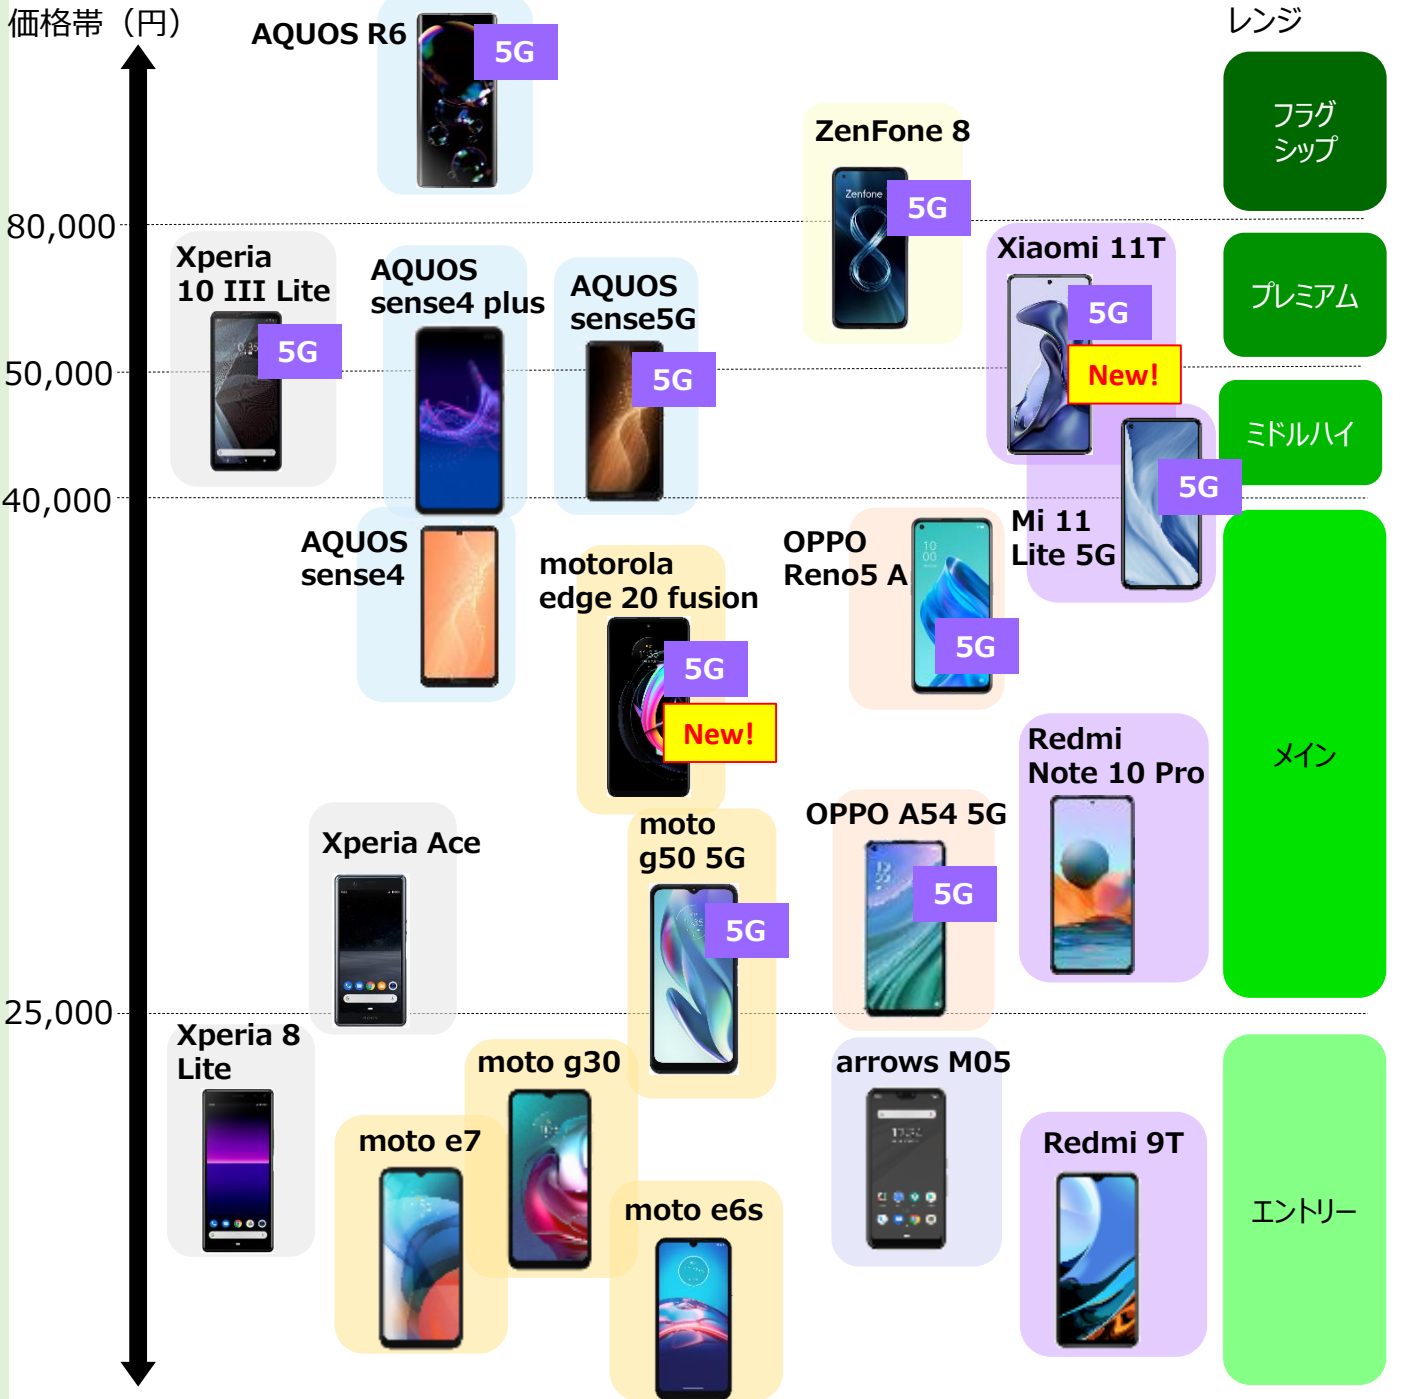 価格帯（円）
レンジ
AQUOS R6
5G
フラグ
シップ
ZenFone 8
Zenfone
5G
80,000
Xperia
10 III Lite
5G
AQUOS
sense4 plus
AQUOS
sense5G
5G
Xiaomi 11T
5G
New!
プレミアム
50,000
ミドルハイ
5G
Mi 11
Lite 5G
40,000
AQUOS
sense4
motorola
edge 20 fusion
5G
New!
OPPO
Reno5 A
5G
メイン
Redmi
Note 10 Pro
Xperia Ace
moto
g50 5G
5G
OPPO A54 5G
5G
25,000
Xperia 8
Lite
moto g30
arrows M05
moto e7
Redmi 9T
moto e6s
エントリー